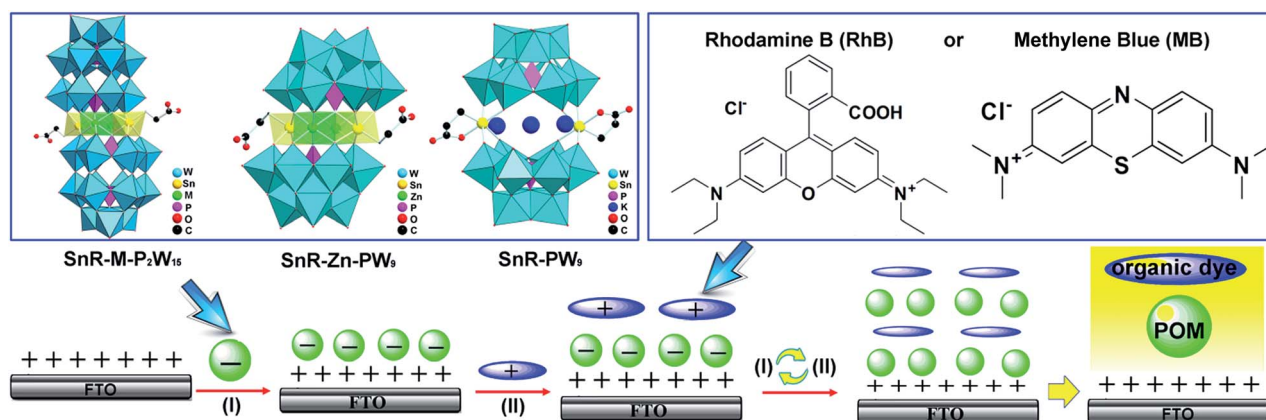 W
Sn
M
P
O
C
SnR-M-P₂W₁₅
W
Sn
Zn
P
O
C
SnR-Zn-PW₉
W
Sn
P
K
O
C
SnR-PW₉
Rhodamine B (RhB) or Methylene Blue (MB)
Cl⁻
COOH
N
O
N⁺
Cl⁻
N
S
N⁺
N
+ + + + + + +
FTO
−
(I)
− − − −
+ + + + + + +
FTO
+
(II)
+ +
− − − −
+ + + + + + +
FTO
(I) (II)
+ + + + + + + +
FTO
organic dye
POM
+ + + + + + +
FTO